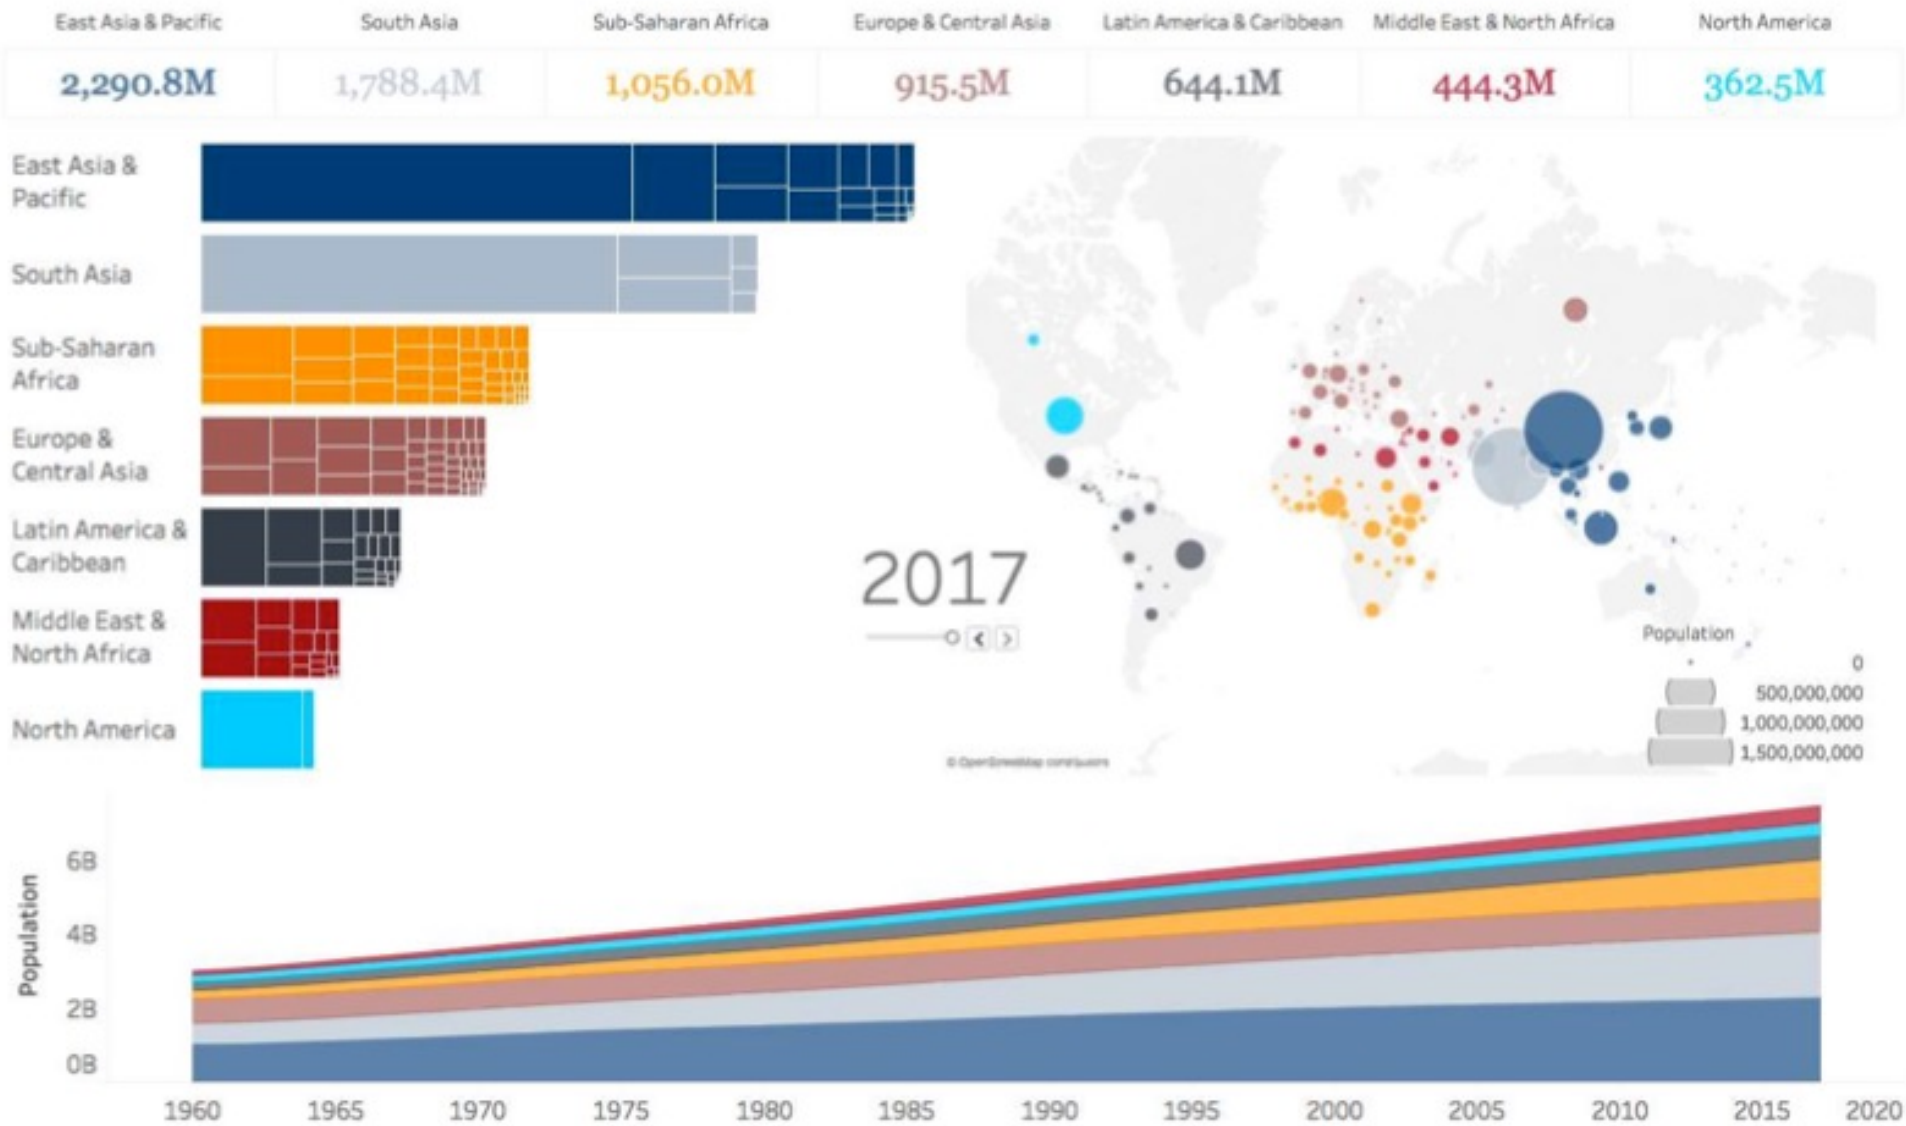 East Asia & Pacific
South Asia
Sub-Saharan Africa
Europe & Central Asia
Latin America & Caribbean
Middle East & North Africa
North America
2,290.8M
1,788.4M
1,056.0M
915.5M
644.1M
444.3M
362.5M
East Asia &
Pacific
South Asia
Sub-Saharan
Africa
Europe &
Central Asia
Latin America &
Caribbean
Middle East &
North Africa
North America
2017
Population
0
500,000,000
1,000,000,000
1,500,000,000
© OpenStreetMap contributors
Population
6B
4B
2B
0B
1960
1965
1970
1975
1980
1985
1990
1995
2000
2005
2010
2015
2020